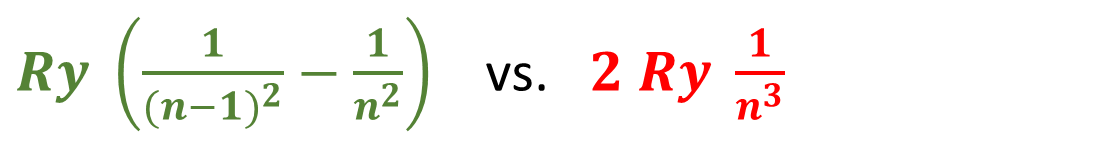 Ry (1/(n−1)² − 1/n²) vs. 2 Ry 1/n³